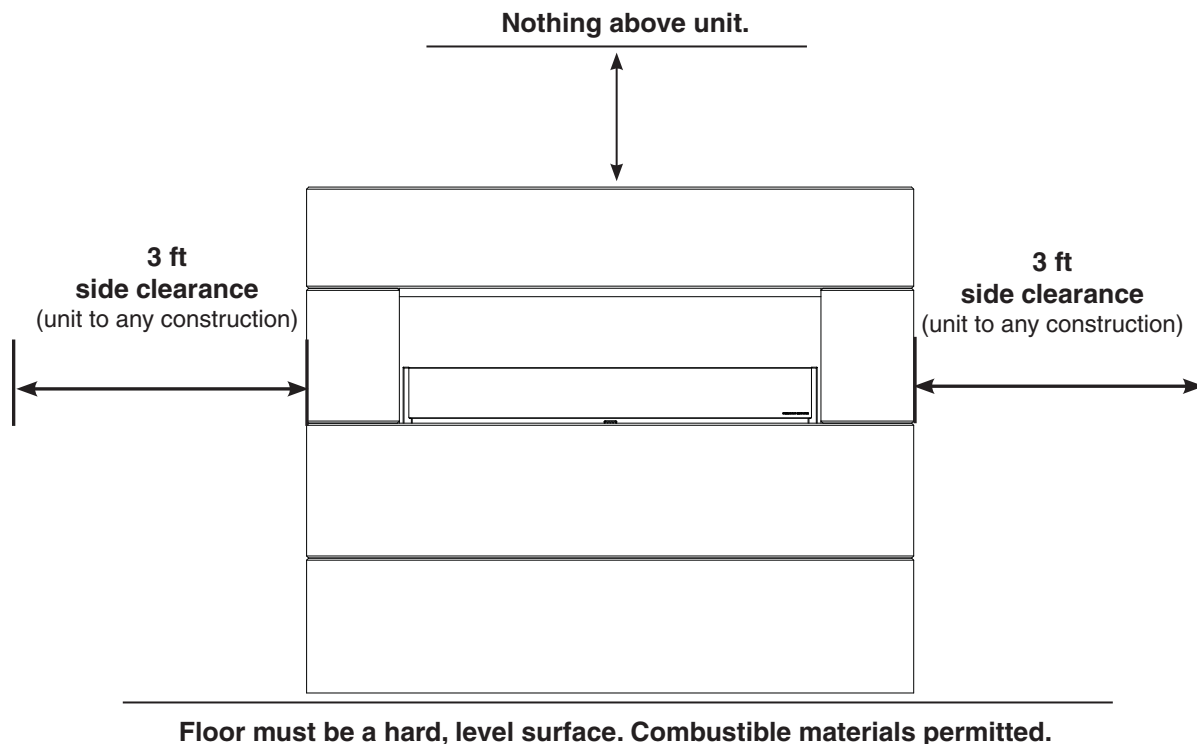 Nothing above unit.
3 ft
side clearance
(unit to any construction)
3 ft
side clearance
(unit to any construction)
Floor must be a hard, level surface. Combustible materials permitted.